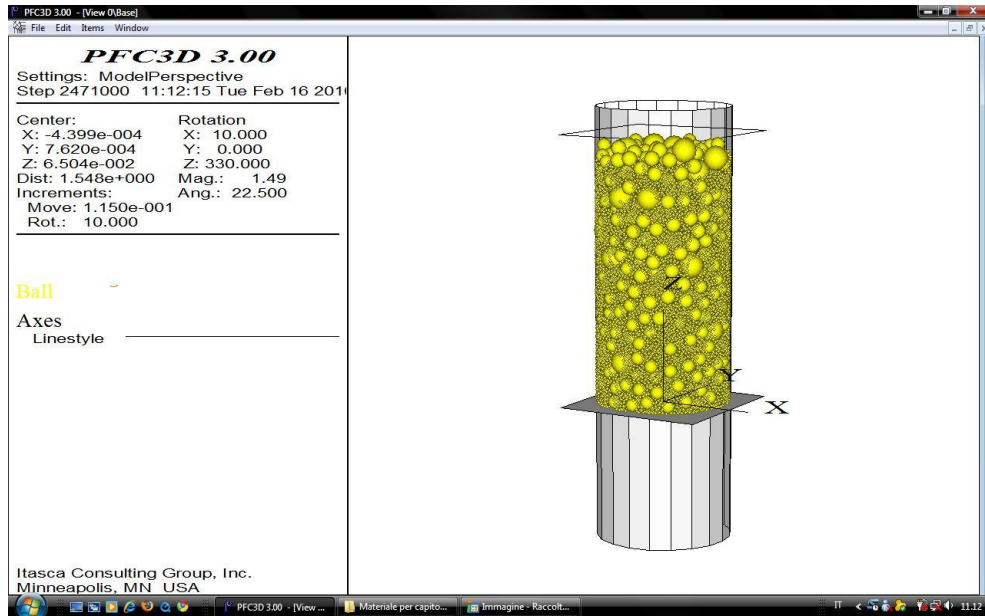 PFC3D 3.00 - [View 0\Base]
File Edit Items Window
PFC3D 3.00
Settings: ModelPerspective
Step 2471000 11:12:15 Tue Feb 16 201
Center: Rotation
X: -4.399e-004 X: 10.000
Y: 7.620e-004 Y: 0.000
Z: 6.504e-002 Z: 330.000
Dist: 1.548e+000 Mag.: 1.49
Increments: Ang.: 22.500
Move: 1.150e-001
Rot.: 10.000
Ball
Axes
Linestyle
Z
Y
X
Itasca Consulting Group, Inc.
Minneapolis, MN USA
PFC3D 3.00 - [View ... Materiale per capito... Immagine - Raccolt... IT 11.12